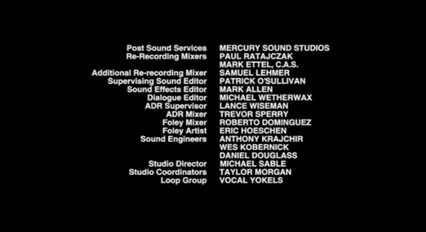 Post Sound Services MERCURY SOUND STUDIOS
Re-Recording Mixers PAUL RATAJCZAK
MARK ETTEL, C.A.S.
Additional Re-recording Mixer SAMUEL LEHMER
Supervising Sound Editor PATRICK O'SULLIVAN
Sound Effects Editor MARK ALLEN
Dialogue Editor MICHAEL WETHERWAX
ADR Supervisor LANCE WISEMAN
ADR Mixer TREVOR SPERRY
Foley Mixer ROBERTO DOMINGUEZ
Foley Artist ERIC HOESCHEN
Sound Engineers ANTHONY KRAJCHIR
WES KOBERNICK
DANIEL DOUGLASS
Studio Director MICHAEL SABLE
Studio Coordinators TAYLOR MORGAN
Loop Group VOCAL YOKELS